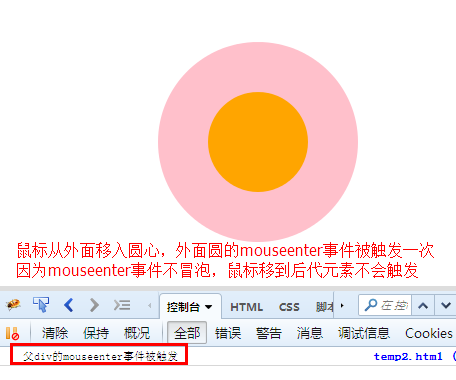 鼠标从外面移入圆心，外面圆的mouseenter事件被触发一次
因为mouseenter事件不冒泡，鼠标移到后代元素不会触发
控制台 HTML CSS 脚本
清除 保持 概况 全部 错误 警告 消息 调试信息 Cookies
父div的mouseenter事件被触发 temp2.html (